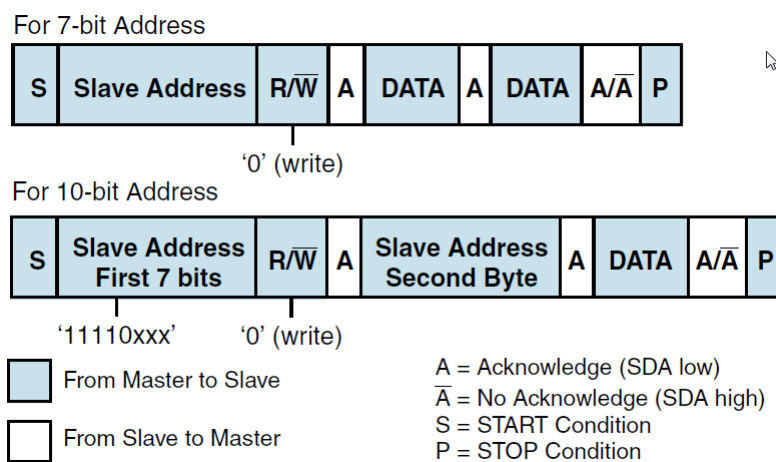 For 7-bit Address
S Slave Address R/W̅ A DATA A DATA A/A̅ P
‘0’ (write)
For 10-bit Address
S Slave Address First 7 bits R/W̅ A Slave Address Second Byte A DATA A/A̅ P
‘11110xxx’ ‘0’ (write)
From Master to Slave
From Slave to Master
A = Acknowledge (SDA low)
A̅ = No Acknowledge (SDA high)
S = START Condition
P = STOP Condition